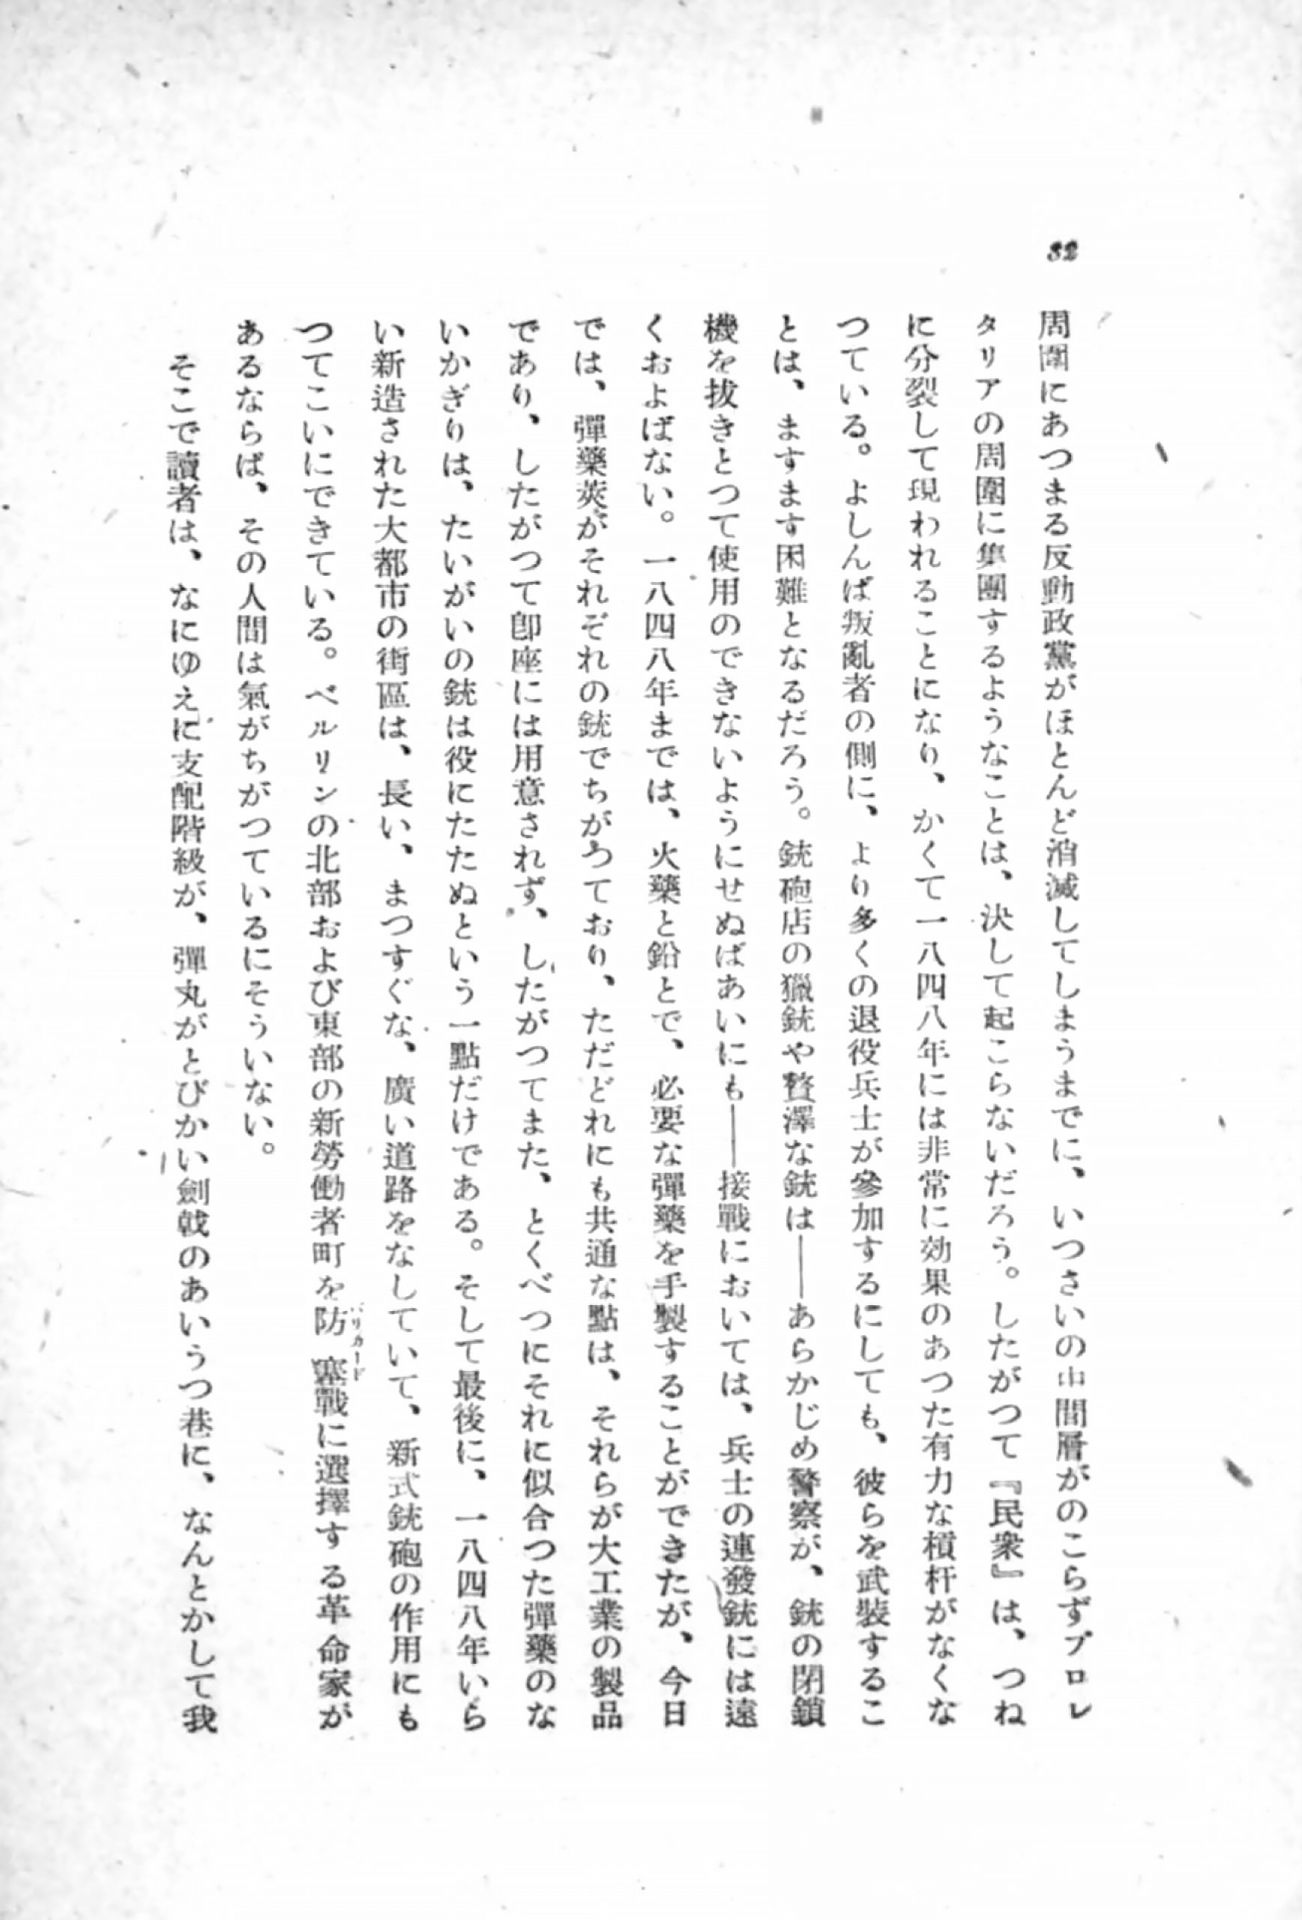 32
周圍にあつまる反動政黨がほとんど消滅してしまうまでに、いつさいの中間層がのこらずプロレ
タリアの周圍に集團するようなことは、決して起こらないだろう。したがつて『民衆』は、つね
に分裂して現われることになり、かくて一八四八年には非常に効果のあつた有力な槓杆がなくな
つている。よしんば叛亂者の側に、より多くの退役兵士が參加するにしても、彼らを武裝するこ
とは、ますます困難となるだろう。銃砲店の獵銃や贅澤な銃は――あらかじめ警察が、銃の閉鎖
機を拔きとつて使用のできないようにせぬばあいにも――接戰においては、兵士の連發銃には遠
くおよばない。一八四八年までは、火藥と鉛とで、必要な彈藥を手製することができたが、今日
では、彈藥莢がそれぞれの銃でちがつており、ただどれにも共通な點は、それらが大工業の製品
であり、したがつて卽座には用意されず、したがつてまた、とくべつにそれに似合つた彈藥のな
いかぎりは、たいがいの銃は役にたたぬという一點だけである。そして最後に、一八四八年いら
い新造された大都市の街區は、長い、まつすぐな、廣い道路をなしていて、新式銃砲の作用にも
つてこいにできている。ベルリンの北部および東部の新勞働者町を防塞戰に選擇する革命家が
バリカード
あるならば、その人間は氣がちがつているにそういない。
そこで讀者は、なにゆえに支配階級が、彈丸がとびかい劍戟のあいうつ巷に、なんとかして我